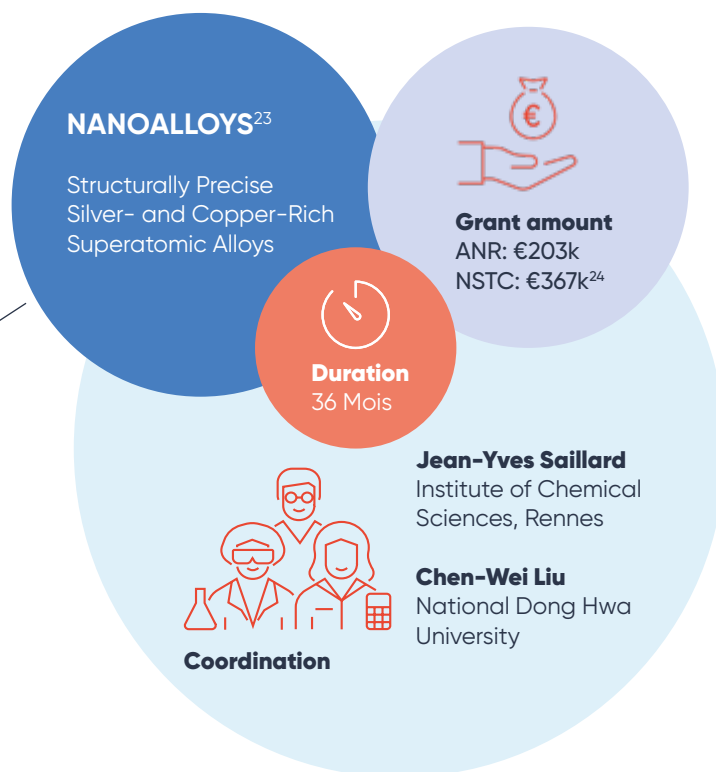 NANOALLOYS23
Structurally Precise
Silver- and Copper-Rich
Superatomic Alloys
€
Grant amount
ANR: €203k
NSTC: €367k24
Duration
36 Mois
Jean-Yves Saillard
Institute of Chemical
Sciences, Rennes
Chen-Wei Liu
National Dong Hwa
University
Coordination